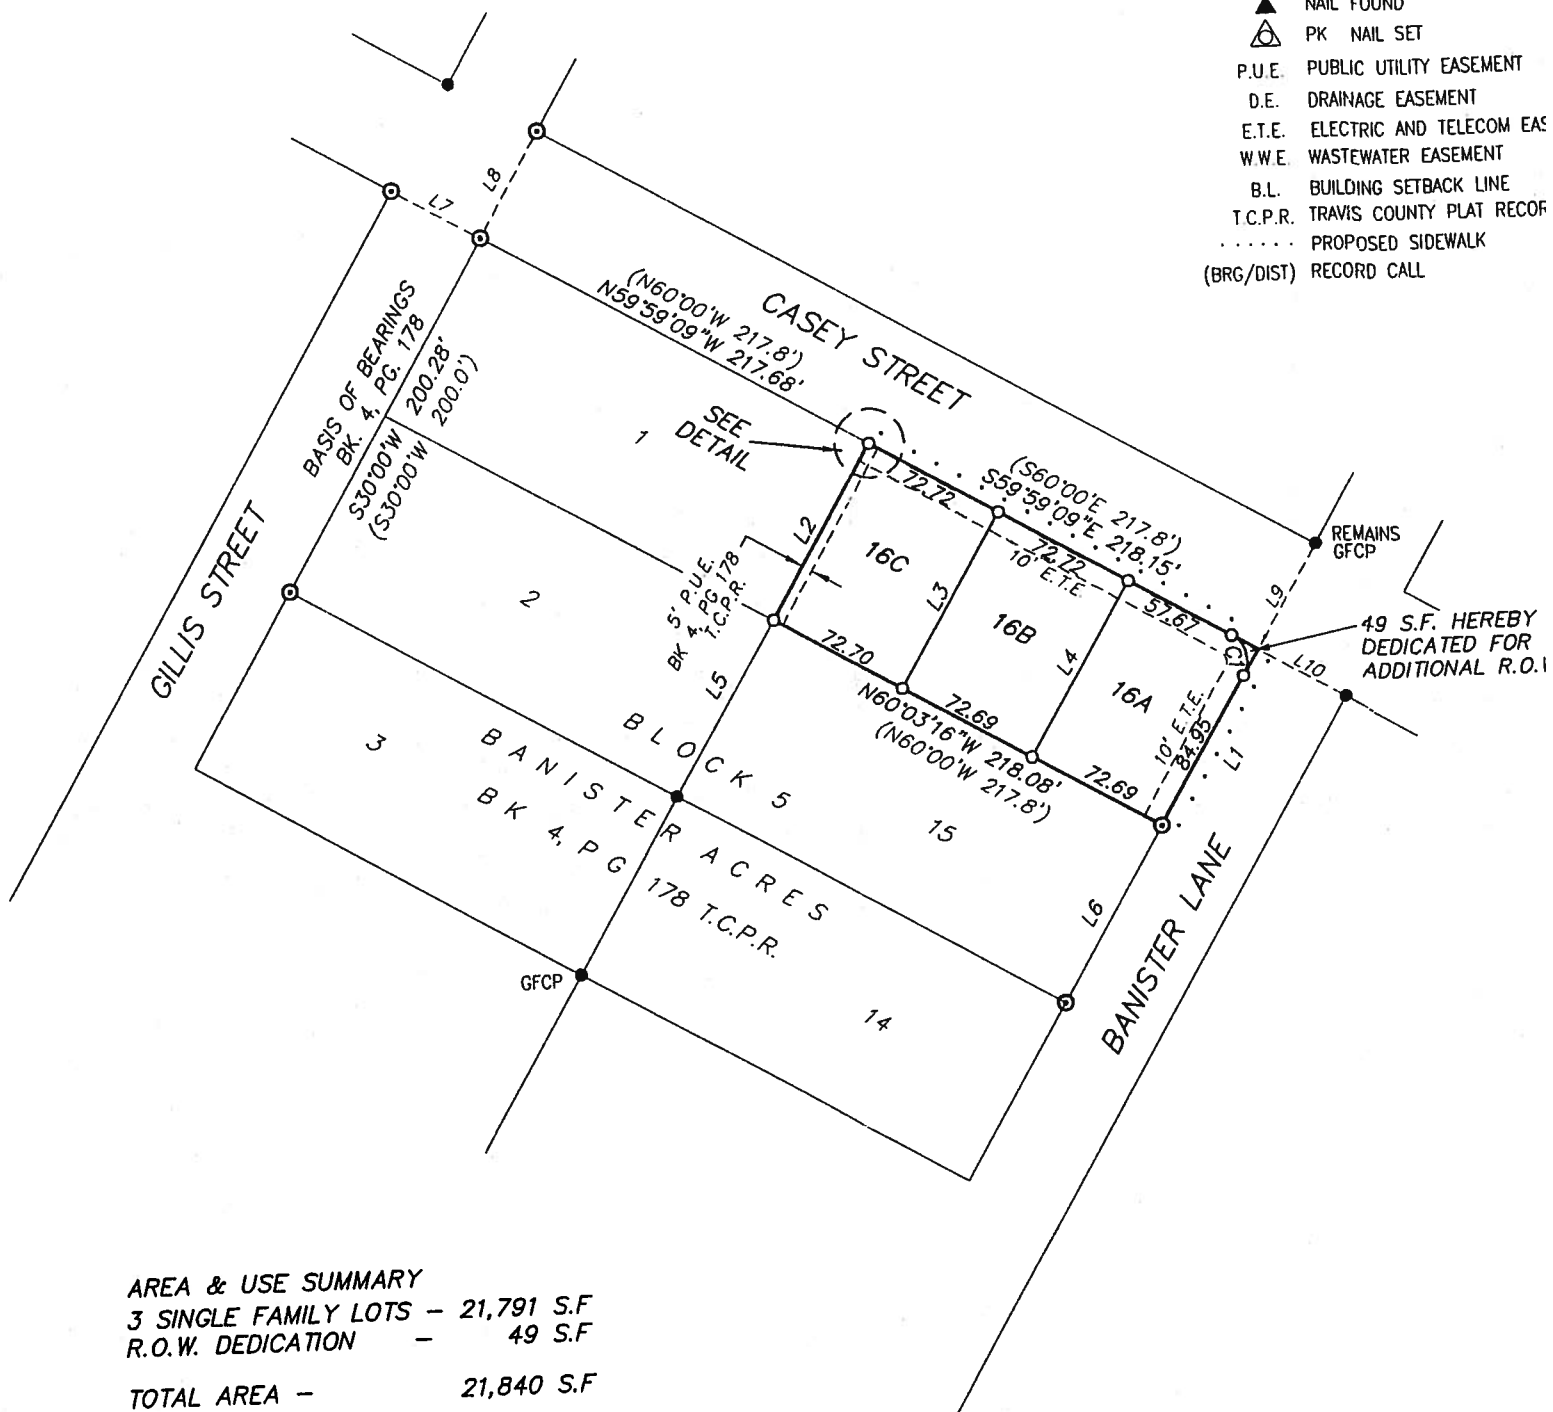 NAIL FOUND
PK NAIL SET
P.U.E. PUBLIC UTILITY EASEMENT
D.E. DRAINAGE EASEMENT
E.T.E. ELECTRIC AND TELECOM EAS
W.W.E. WASTEWATER EASEMENT
B.L. BUILDING SETBACK LINE
T.C.P.R. TRAVIS COUNTY PLAT RECOR
...... PROPOSED SIDEWALK
(BRG/DIST) RECORD CALL
L8
L7
(N60°00'W 217.8')
N59°59'09"W 217.68'
CASEY STREET
BASIS OF BEARINGS
BK. 4, PG. 178
S30°00'W 200.28'
(S30°00'W 200.0')
1
SEE
DETAIL
(S60°00'E 217.8')
S59°59'09"E 218.15'
72.72
72.72
57.67
10' E.T.E.
REMAINS
GFCP
L9
49 S.F. HEREBY
DEDICATED FOR
ADDITIONAL R.O.W
L10
C1
L2
16C
L3
16B
L4
16A
10' E.T.E.
84.95
L1
GILLIS STREET
2
5' P.U.E.
BK 4, PG 178
T.C.P.R.
L5
72.70
72.69
72.69
N60°03'16"W 218.08'
(N60°00'W 217.8')
3
BLOCK 5
BANISTER ACRES
BK 4, PG 178 T.C.P.R.
15
L6
BANISTER LANE
GFCP
14
AREA & USE SUMMARY
3 SINGLE FAMILY LOTS - 21,791 S.F
R.O.W. DEDICATION - 49 S.F
TOTAL AREA - 21,840 S.F